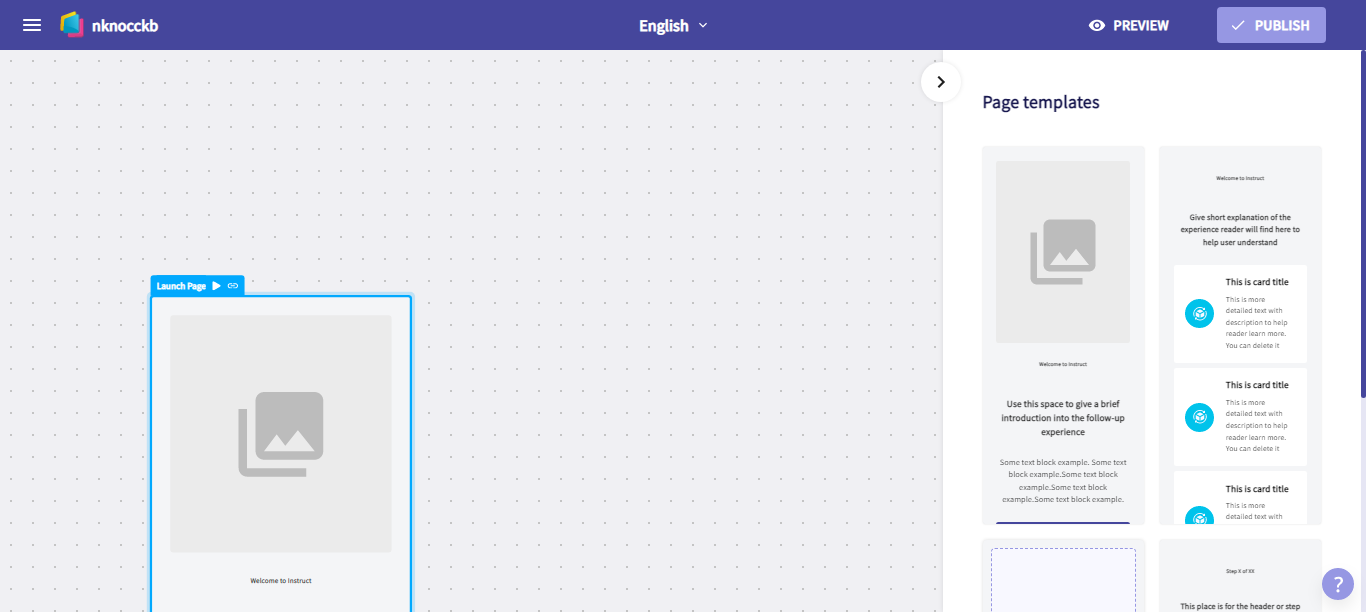 nknocckb
English
PREVIEW
PUBLISH
Page templates
Launch Page
Welcome to Instruct
Welcome to Instruct
Use this space to give a brief
introduction into the follow-up
experience
Some text block example. Some text
block example.Some text block
example.Some text block
example.Some text block example.
Welcome to Instruct
Give short explanation of the
experience reader will find here to
help user understand
This is card title
This is more
detailed text with
description to help
reader learn more.
You can delete it
This is card title
This is more
detailed text with
description to help
reader learn more.
You can delete it
This is card title
This is more
detailed text with
Step X of XX
This place is for the header or step
?